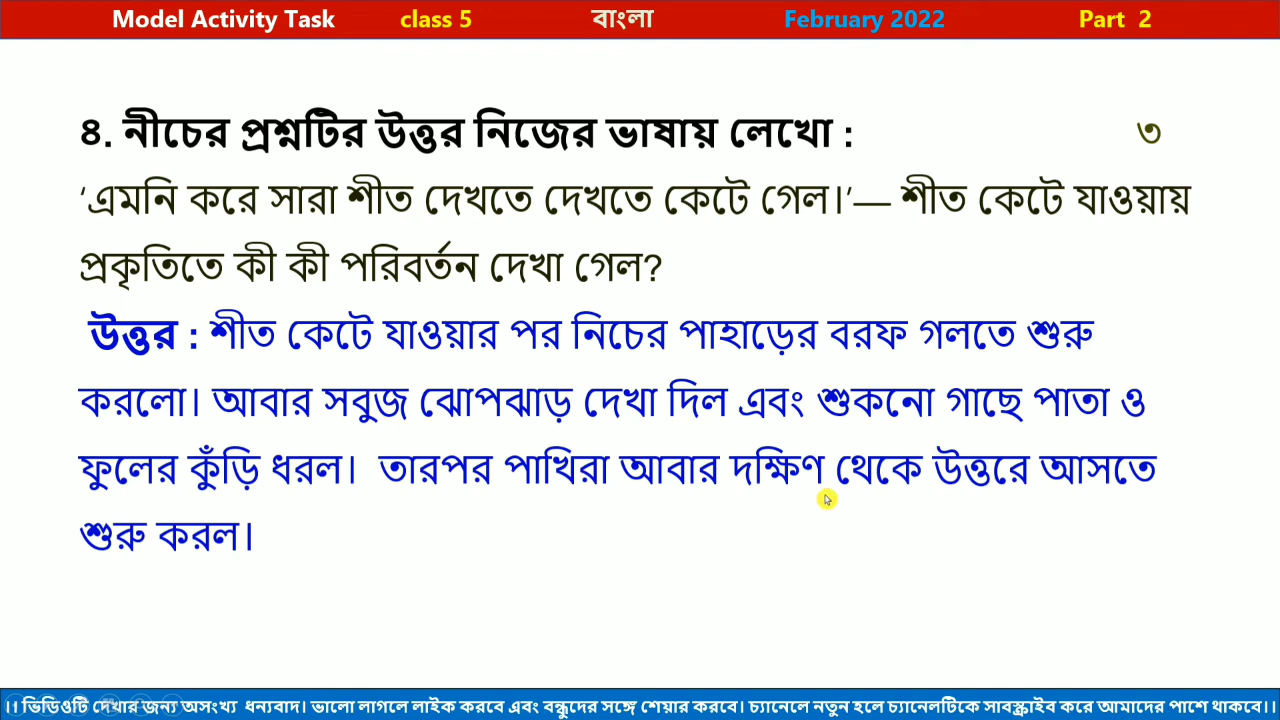 Model Activity Task class 5 বাংলা February 2022 Part 2
৪. নীচের প্রশ্নটির উত্তর নিজের ভাষায় লেখো : ৩
‘এমনি করে সারা শীত দেখতে দেখতে কেটে গেল।’— শীত কেটে যাওয়ায়
প্রকৃতিতে কী কী পরিবর্তন দেখা গেল?
উত্তর : শীত কেটে যাওয়ার পর নিচের পাহাড়ের বরফ গলতে শুরু
করলো। আবার সবুজ ঝোপঝাড় দেখা দিল এবং শুকনো গাছে পাতা ও
ফুলের কুঁড়ি ধরল। তারপর পাখিরা আবার দক্ষিণ থেকে উত্তরে আসতে
শুরু করল।
।। ভিডিওটি দেখার জন্য অসংখ্য ধন্যবাদ। ভালো লাগলে লাইক করবে এবং বন্ধুদের সঙ্গে শেয়ার করবে। চ্যানেলে নতুন হলে চ্যানেলটিকে সাবস্ক্রাইব করে আমাদের পাশে থাকবে।।